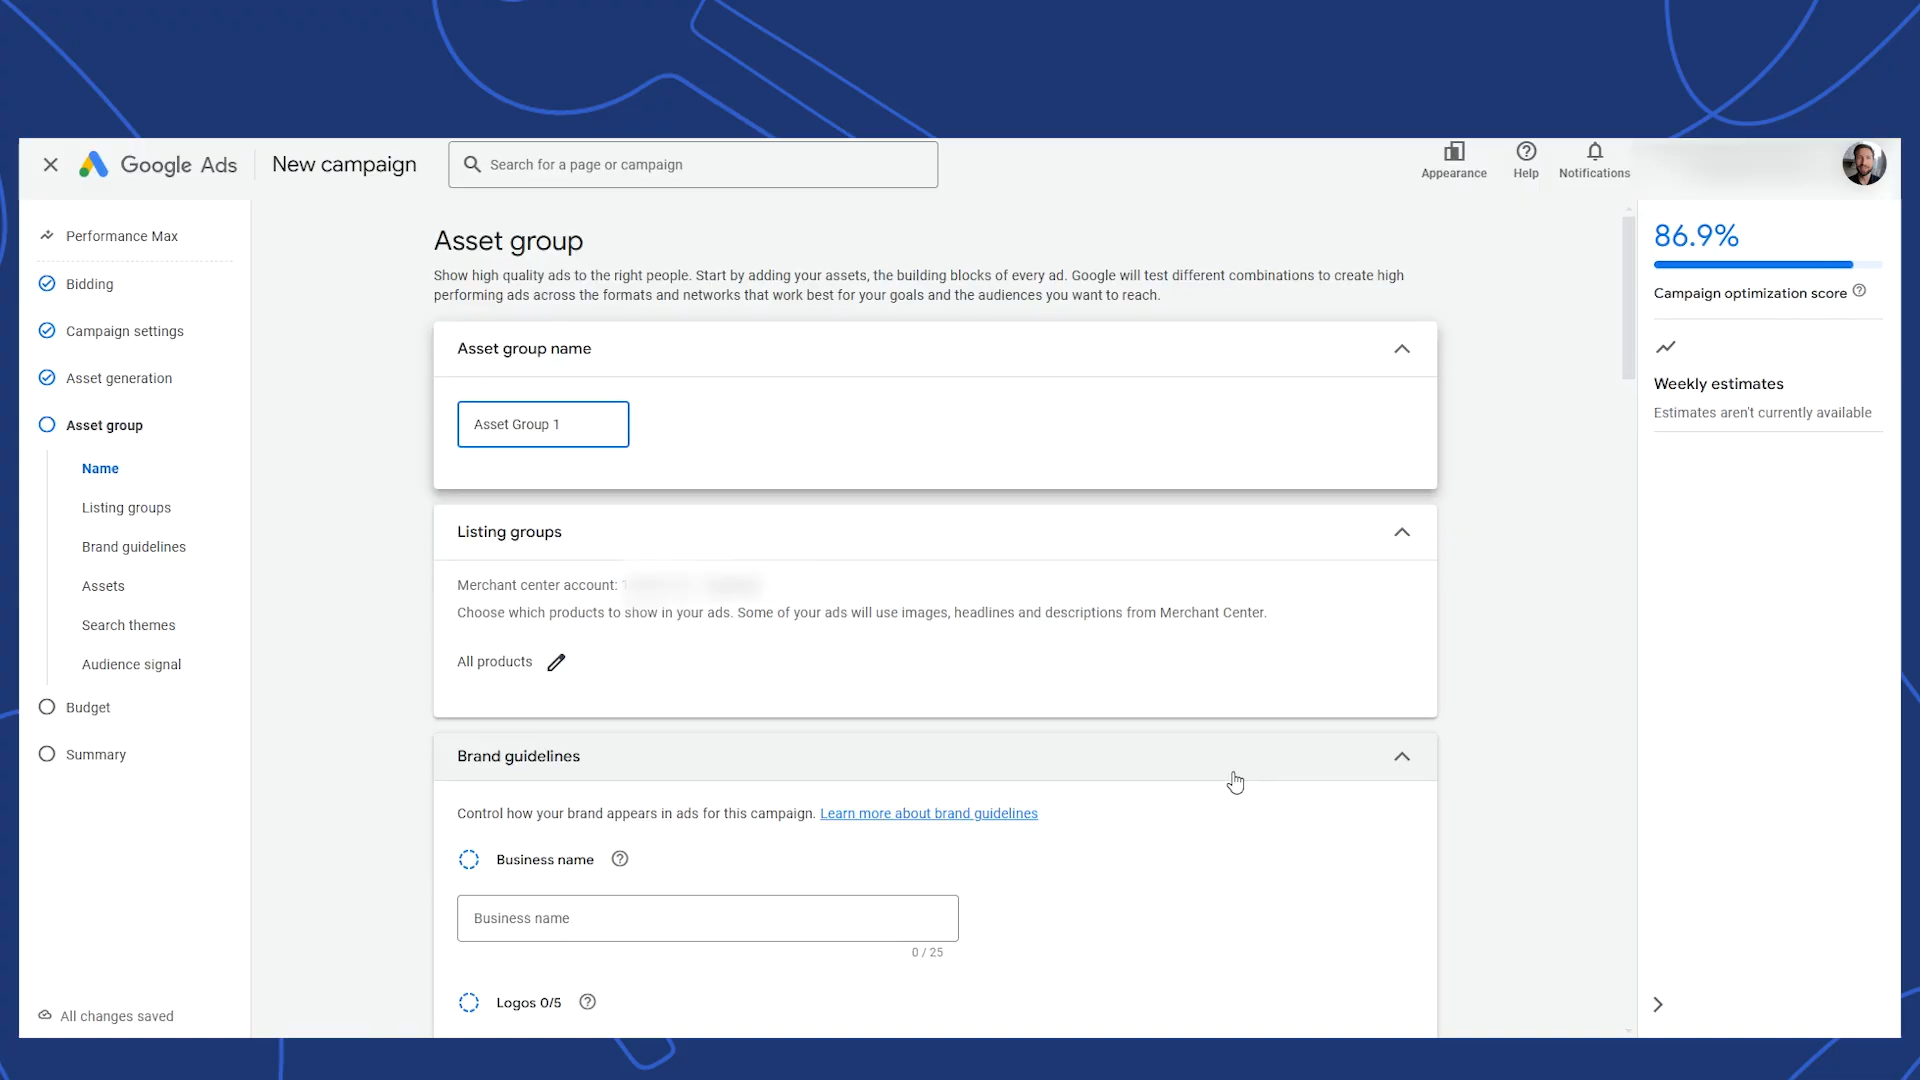 Google Ads
New campaign
Search for a page or campaign
Appearance
Help
Notifications
Performance Max
Bidding
Campaign settings
Asset generation
Asset group
Name
Listing groups
Brand guidelines
Assets
Search themes
Audience signal
Budget
Summary
All changes saved
Asset group
Show high quality ads to the right people. Start by adding your assets, the building blocks of every ad. Google will test different combinations to create high
performing ads across the formats and networks that work best for your goals and the audiences you want to reach.
Asset group name
Asset Group 1
Listing groups
Merchant center account:
Choose which products to show in your ads. Some of your ads will use images, headlines and descriptions from Merchant Center.
All products
Brand guidelines
Control how your brand appears in ads for this campaign. Learn more about brand guidelines
Business name
Business name
0 / 25
Logos 0/5
86.9%
Campaign optimization score
Weekly estimates
Estimates aren't currently available